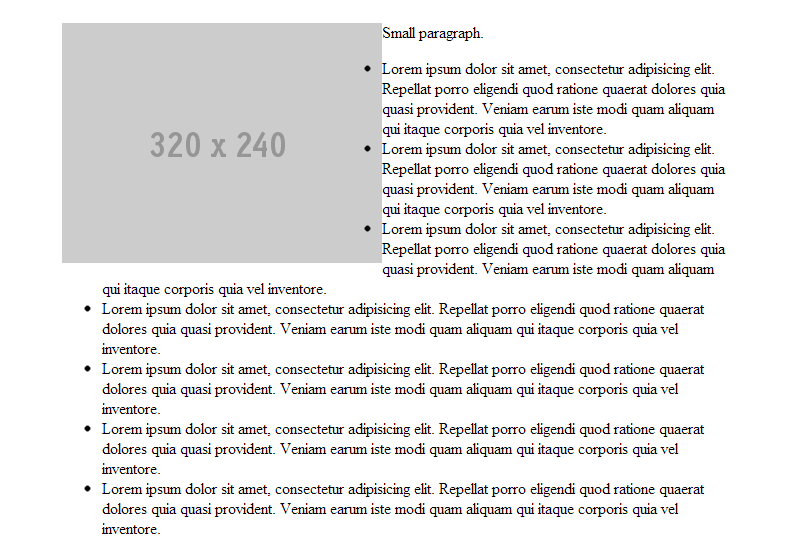 320 x 240
Small paragraph.
Lorem ipsum dolor sit amet, consectetur adipisicing elit.
Repellat porro eligendi quod ratione quaerat dolores quia
quasi provident. Veniam earum iste modi quam aliquam
qui itaque corporis quia vel inventore.
Lorem ipsum dolor sit amet, consectetur adipisicing elit.
Repellat porro eligendi quod ratione quaerat dolores quia
quasi provident. Veniam earum iste modi quam aliquam
qui itaque corporis quia vel inventore.
Lorem ipsum dolor sit amet, consectetur adipisicing elit.
Repellat porro eligendi quod ratione quaerat dolores quia
quasi provident. Veniam earum iste modi quam aliquam
qui itaque corporis quia vel inventore.
Lorem ipsum dolor sit amet, consectetur adipisicing elit. Repellat porro eligendi quod ratione quaerat
dolores quia quasi provident. Veniam earum iste modi quam aliquam qui itaque corporis quia vel
inventore.
Lorem ipsum dolor sit amet, consectetur adipisicing elit. Repellat porro eligendi quod ratione quaerat
dolores quia quasi provident. Veniam earum iste modi quam aliquam qui itaque corporis quia vel
inventore.
Lorem ipsum dolor sit amet, consectetur adipisicing elit. Repellat porro eligendi quod ratione quaerat
dolores quia quasi provident. Veniam earum iste modi quam aliquam qui itaque corporis quia vel
inventore.
Lorem ipsum dolor sit amet, consectetur adipisicing elit. Repellat porro eligendi quod ratione quaerat
dolores quia quasi provident. Veniam earum iste modi quam aliquam qui itaque corporis quia vel
inventore.